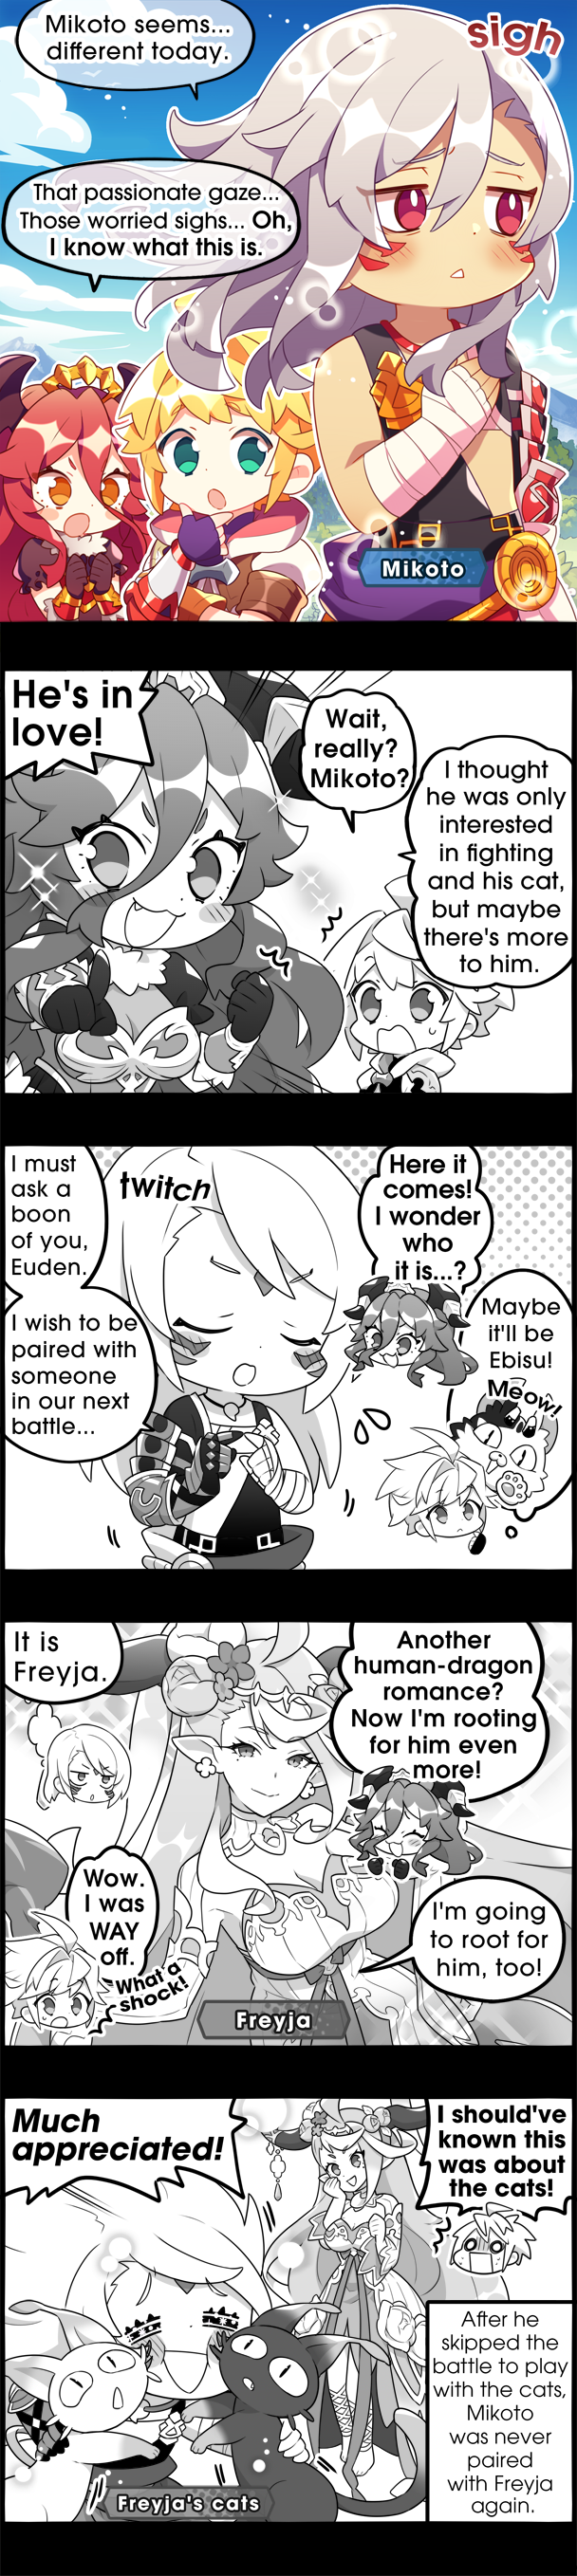 Mikoto seems...
different today.
sigh
That passionate gaze...
Those worried sighs... Oh,
I know what this is.
Mikoto
He's in
love!
Wait,
really?
Mikoto?
I thought
he was only
interested
in fighting
and his cat,
but maybe
there's more
to him.
I must
ask a
boon
of you,
Euden.
twitch
Here it
comes!
I wonder
who
it is...?
I wish to be
paired with
someone
in our next
battle...
Maybe
it'll be
Ebisu!
Meow!
It is
Freyja.
Another
human-dragon
romance?
Now I'm rooting
for him even
more!
Wow.
I was
WAY
off.
What a
shock!
I'm going
to root for
him, too!
Freyja
Much
appreciated!
I should've
known this
was about
the cats!
Freyja's cats
After he
skipped the
battle to play
with the cats,
Mikoto
was never
paired
with Freyja
again.